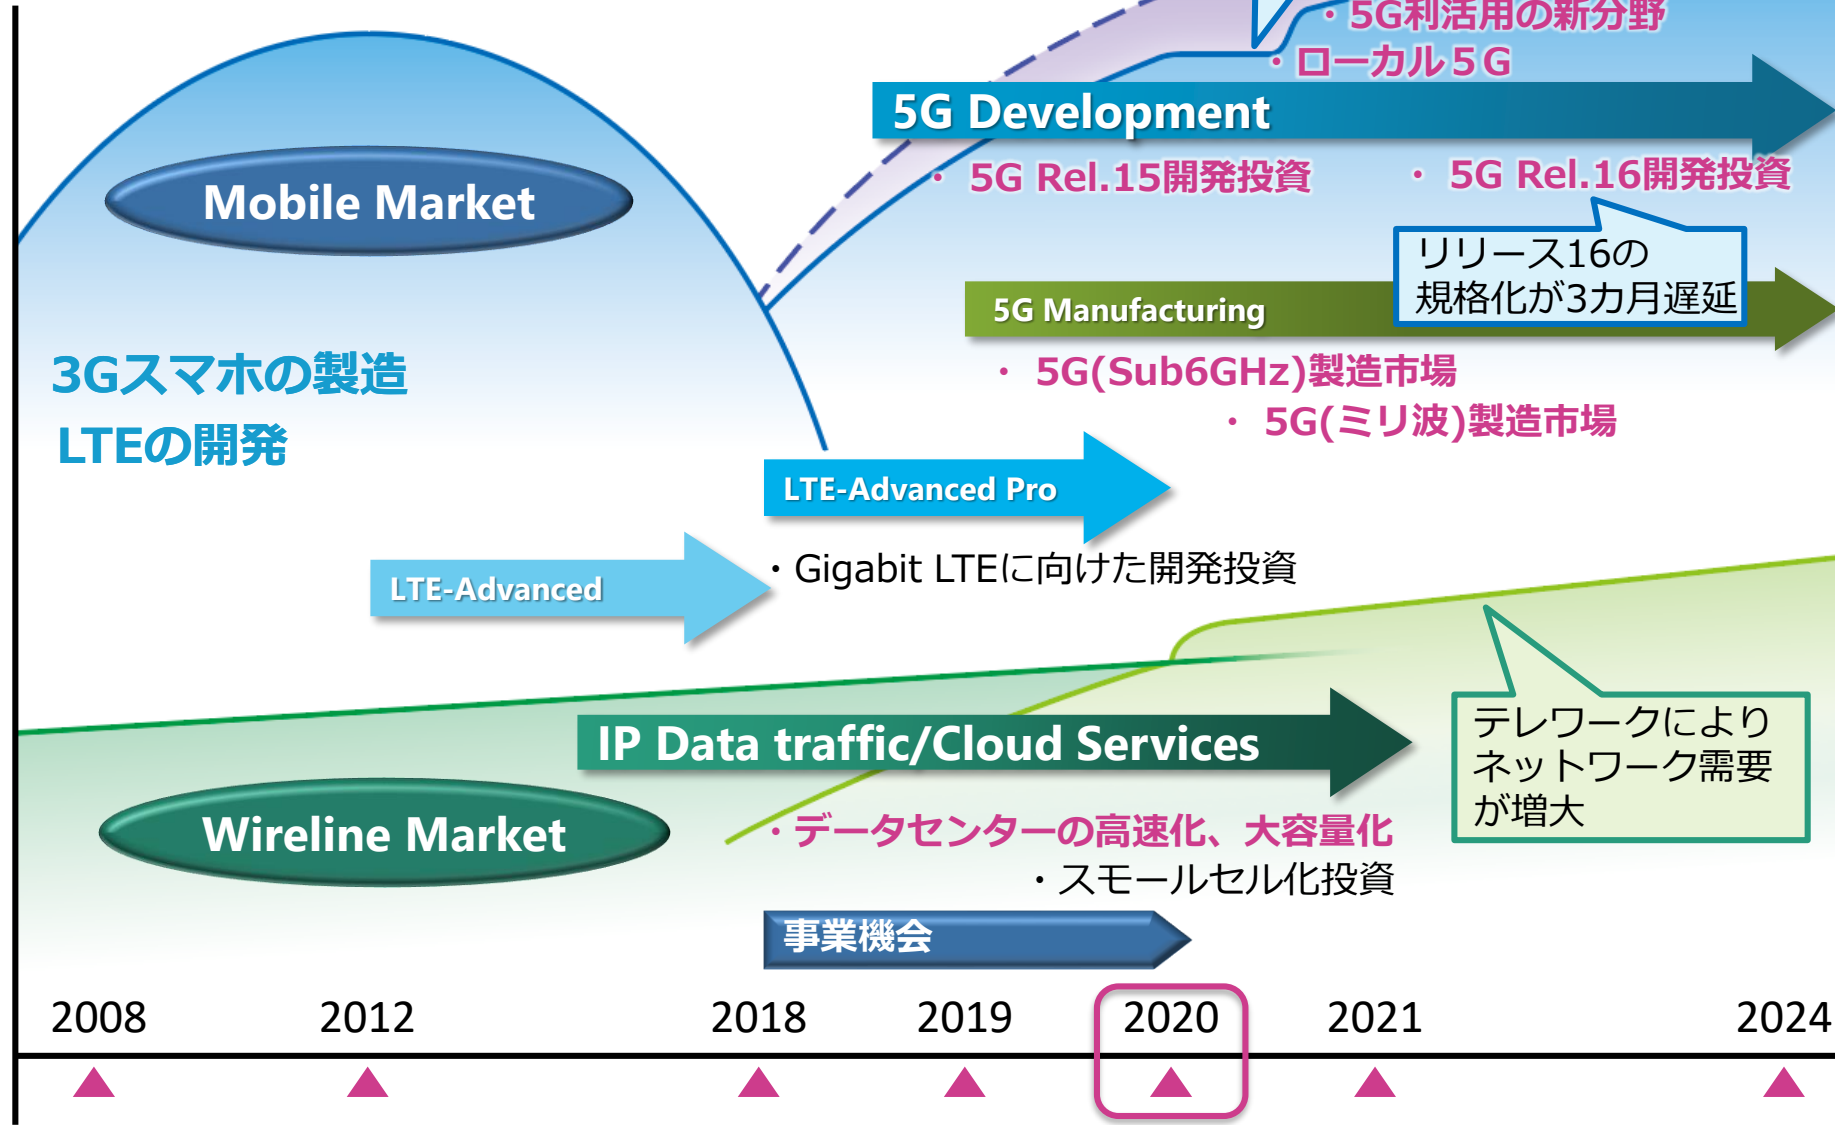 ・5G利活用の新分野
・ローカル５G
5G Development
・ 5G Rel.15開発投資
・ 5G Rel.16開発投資
Mobile Market
リリース16の
規格化が3カ月遅延
5G Manufacturing
3Gスマホの製造
・ 5G(Sub6GHz)製造市場
・ 5G(ミリ波)製造市場
LTEの開発
LTE-Advanced Pro
・Gigabit LTEに向けた開発投資
LTE-Advanced
テレワークにより
ネットワーク需要
が増大
IP Data traffic/Cloud Services
Wireline Market
・データセンターの高速化、大容量化
・スモールセル化投資
事業機会
2008 2012 2018 2019 2020 2021 2024